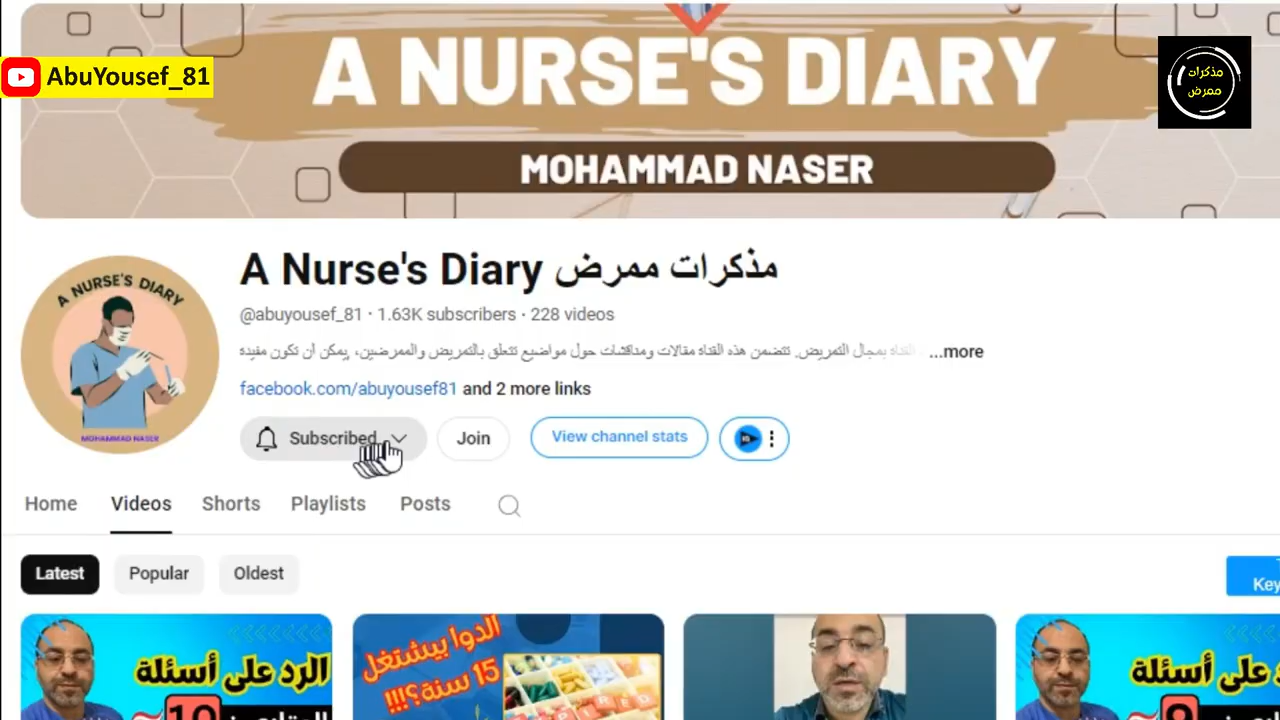 A NURSE'S DIARY
AbuYousef_81
مذكرات
ممرض
MOHAMMAD NASER
A Nurse's Diary مذكرات ممرض
@abuyousef_81 · 1.63K subscribers · 228 videos
القناة بمجال التمريض. تتضمن هذه القناة مقالات ومناقشات حول مواضيع تتعلق بالتمريض والممرضين، يمكن أن تكون مفيدة ...more
facebook.com/abuyousef81 and 2 more links
A NURSE'S DIARY
MOHAMMAD NASER
Subscribed
Join
View channel stats
Home Videos Shorts Playlists Posts
Latest Popular Oldest
Key
الرد على أسئلة
10
الدوا بيشتغل
15 سنة؟!!!
على أسئلة